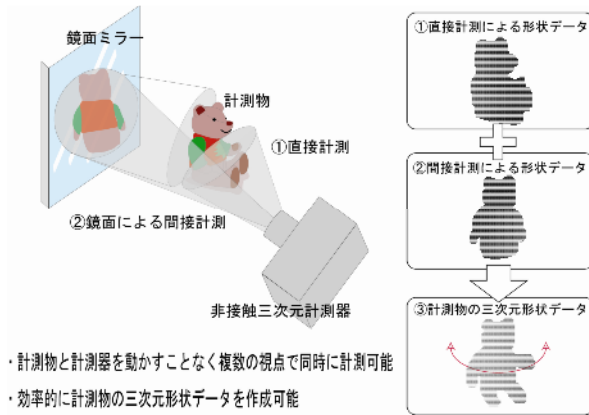 鏡面ミラー
計測物
①直接計測
②鏡面による間接計測
非接触三次元計測器
・計測物と計測器を動かすことなく複数の視点で同時に計測可能
・効率的に計測物の三次元形状データを作成可能
①直接計測による形状データ
②間接計測による形状データ
③計測物の三次元形状データ